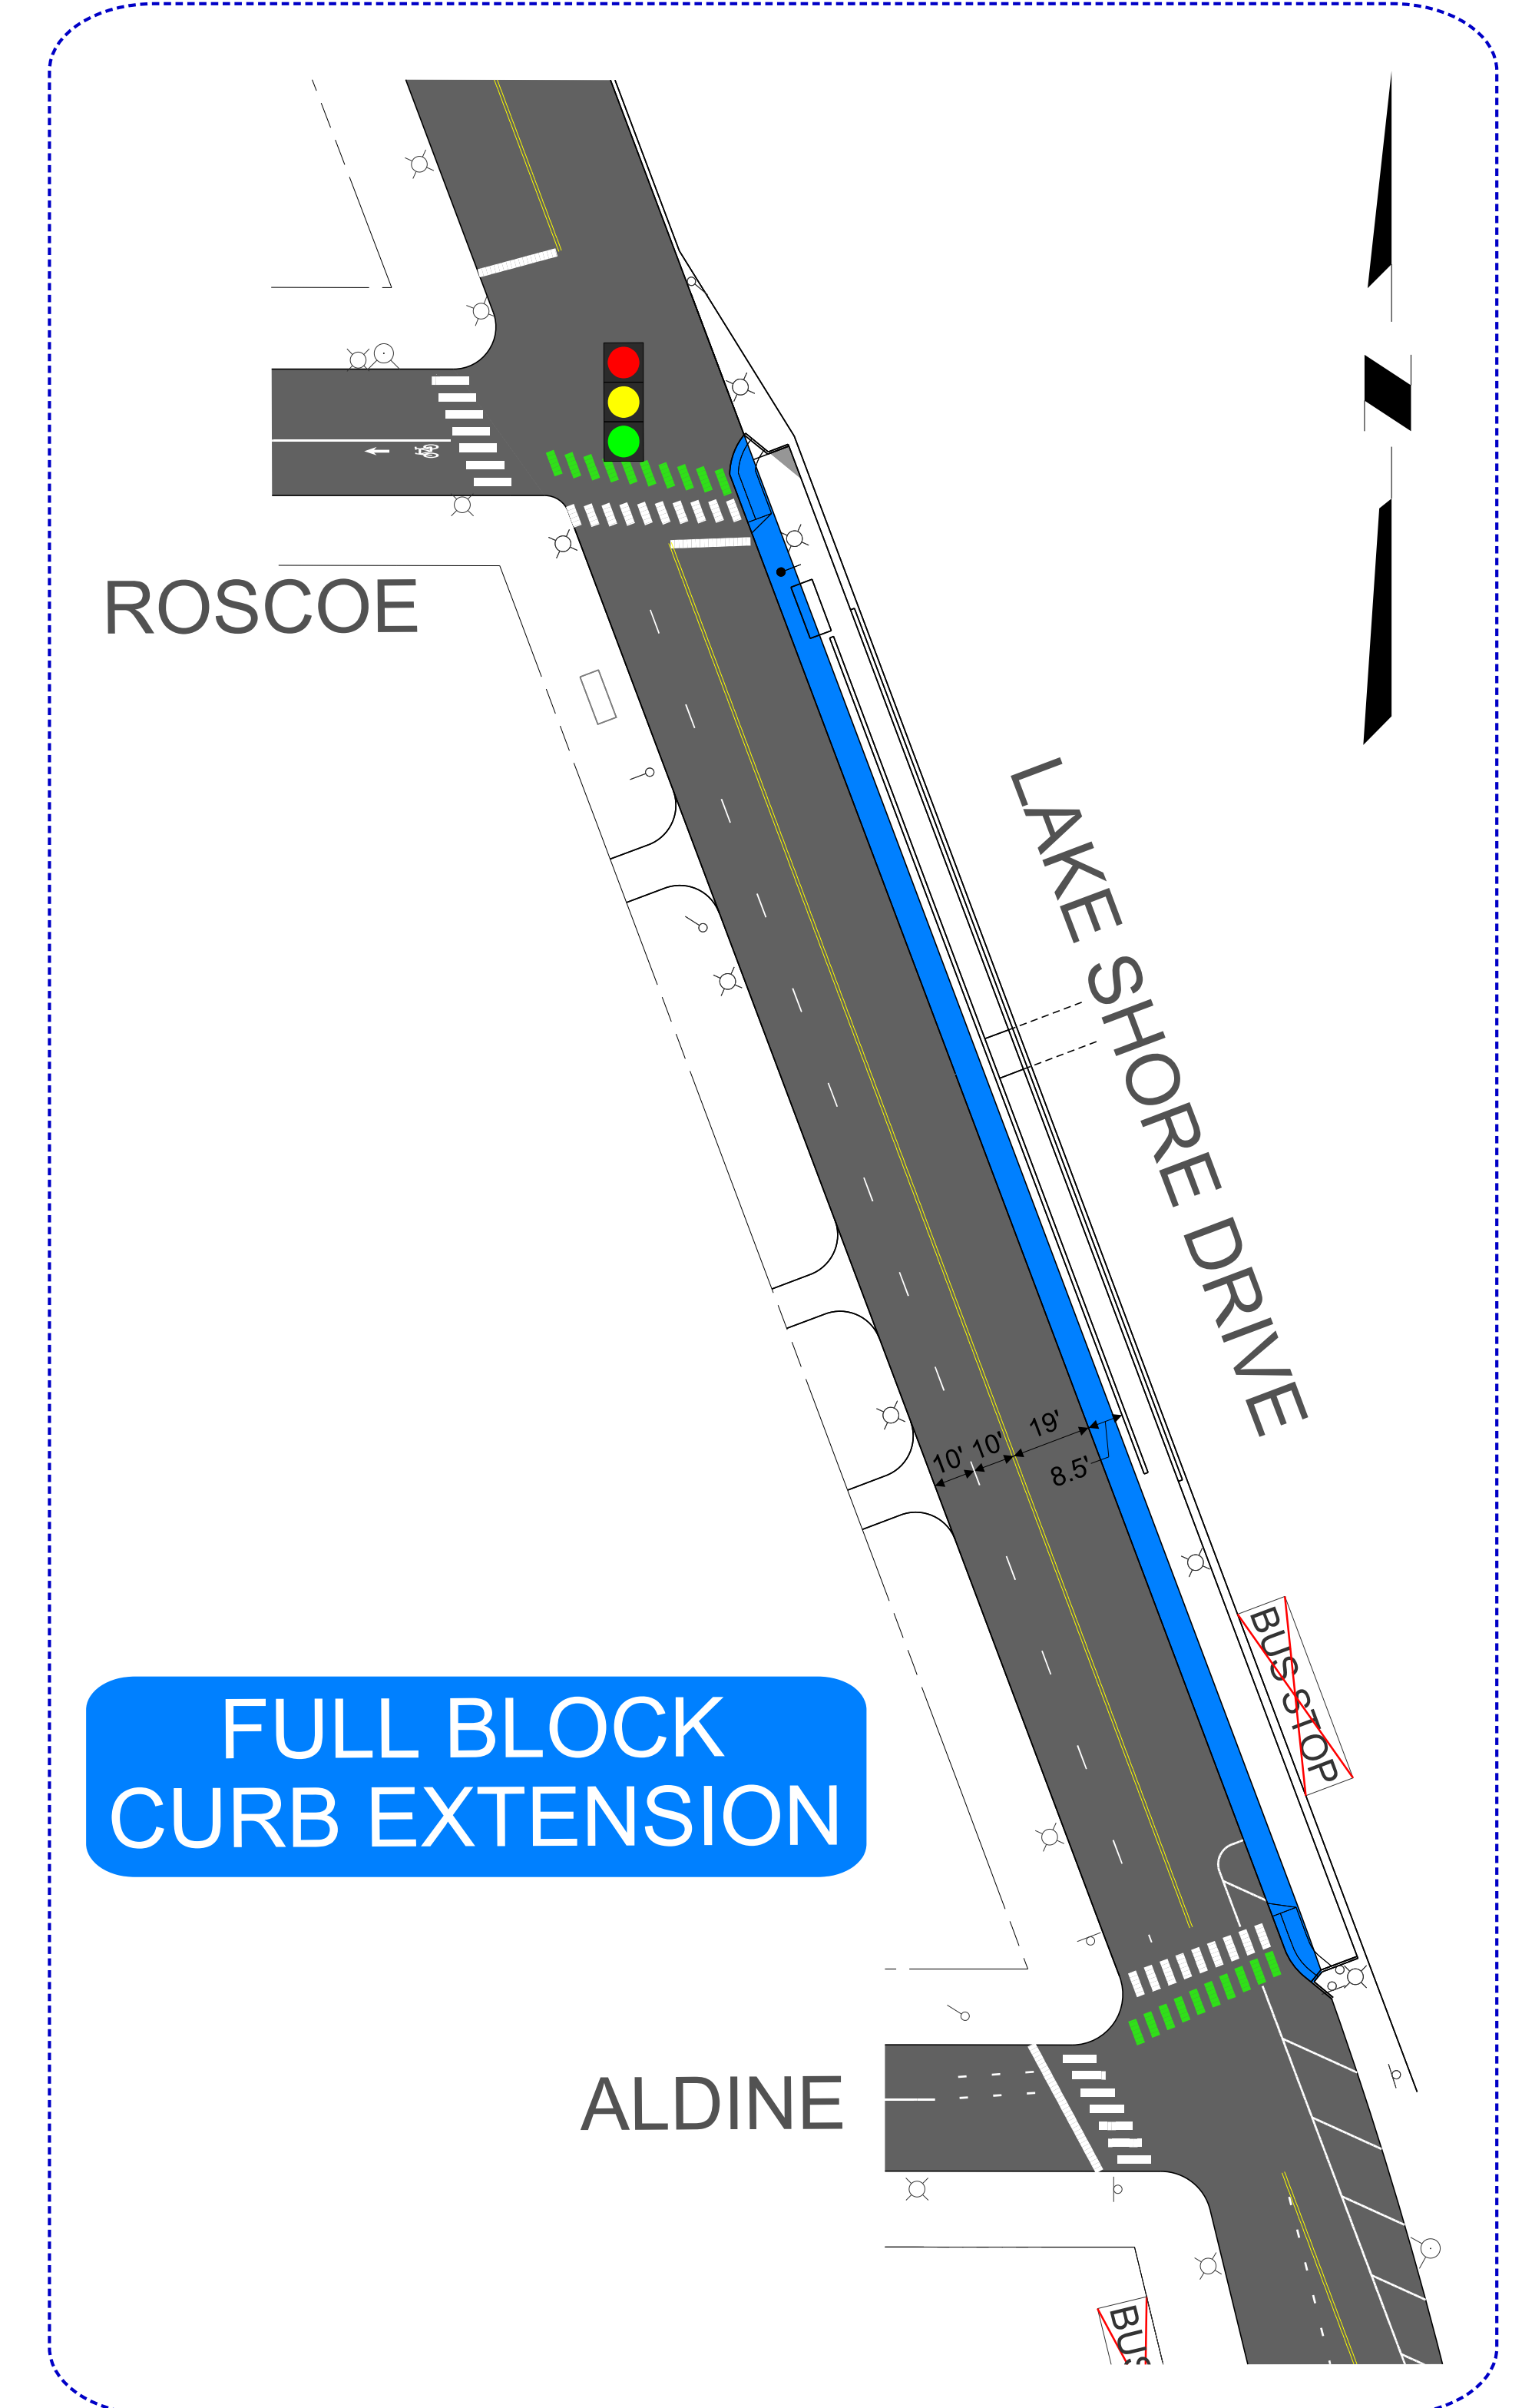 ROSCOE
LAKE SHORE DRIVE
10'
10'
19'
8.5'
BUS STOP
FULL BLOCK
CURB EXTENSION
ALDINE